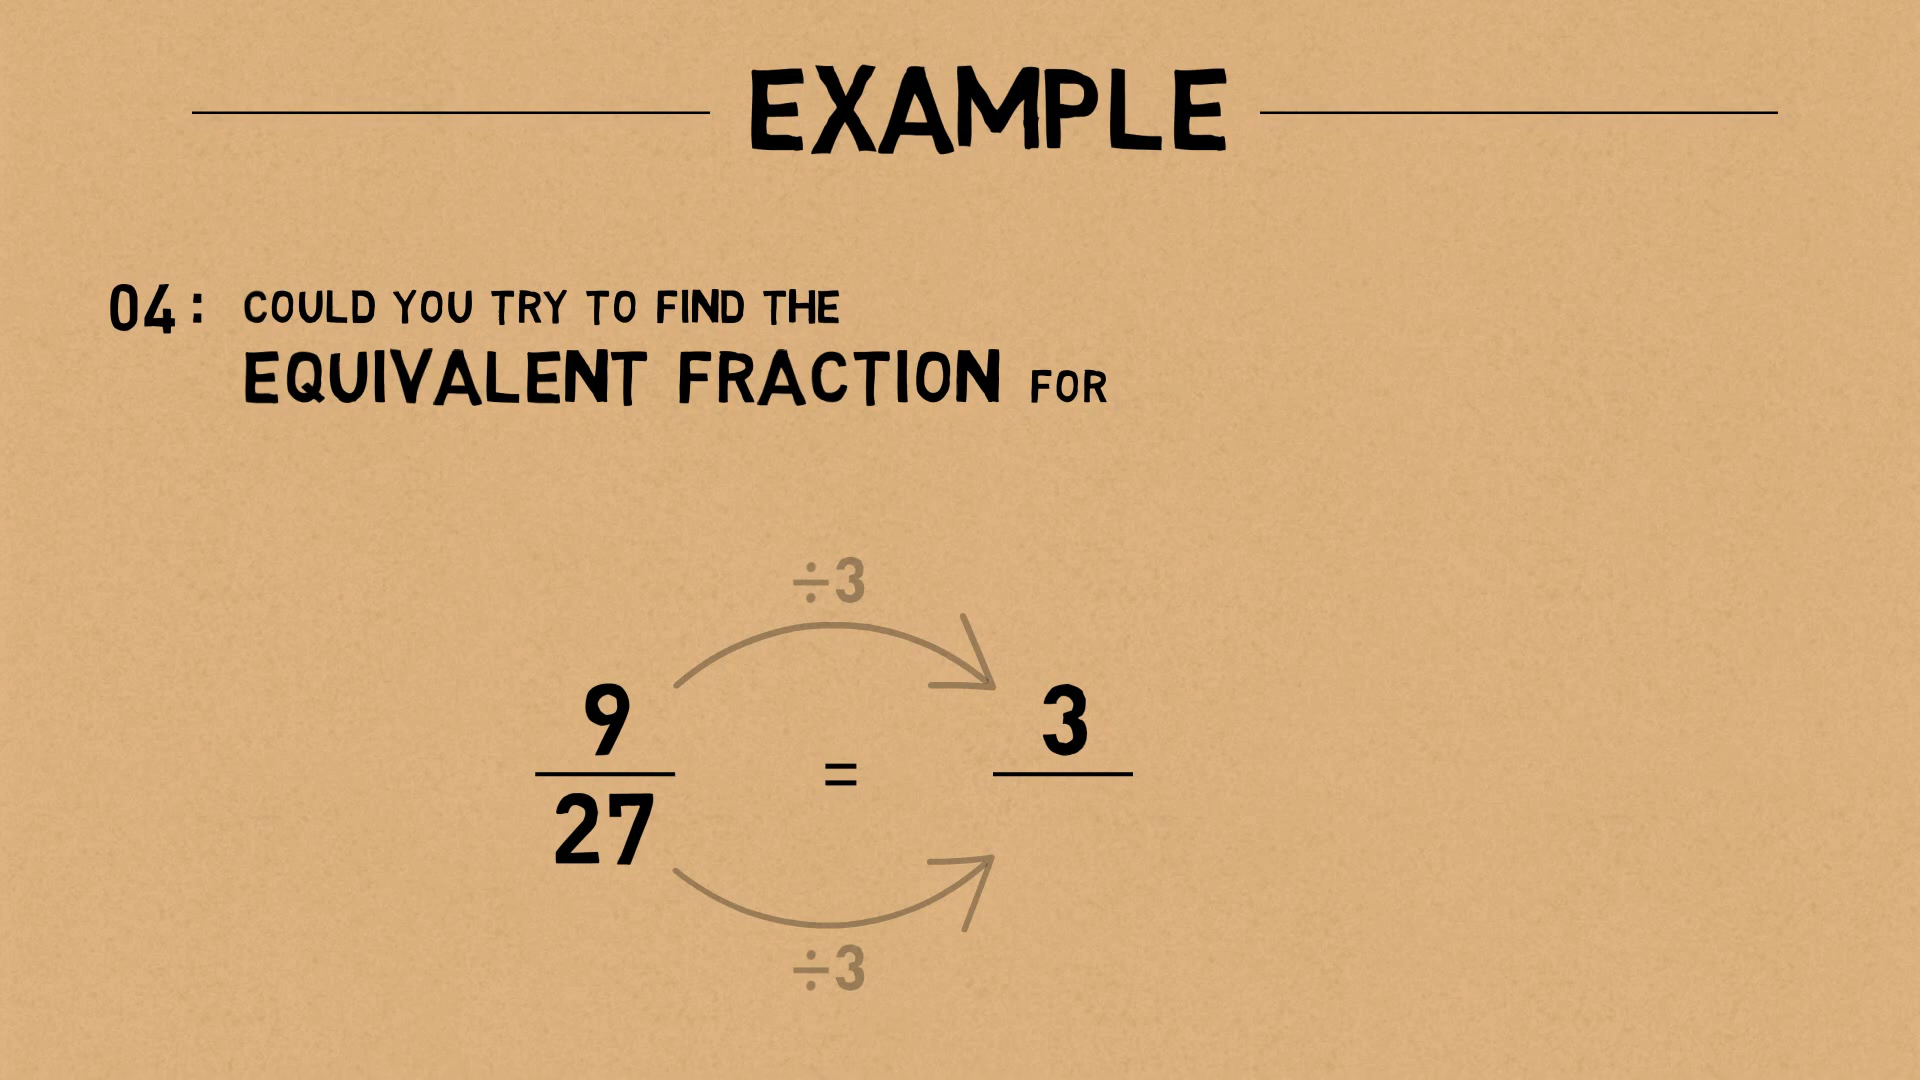 EXAMPLE
04: COULD YOU TRY TO FIND THE
EQUIVALENT FRACTION FOR
÷3
9
27
=
3
÷3